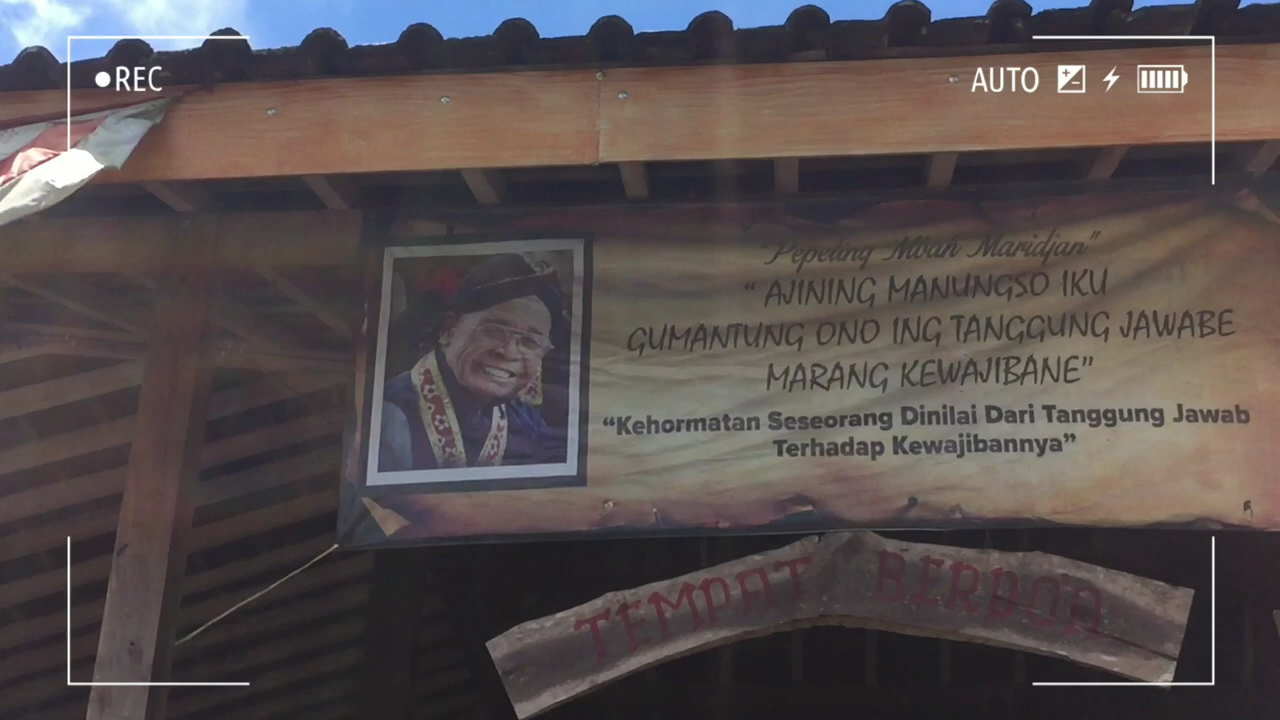 REC
AUTO
"Pepeling Mbah Maridjan"
" AJINING MANUNGSO IKU
GUMANTUNG ONO ING TANGGUNG JAWABE
MARANG KEWAJIBANE"
"Kehormatan Seseorang Dinilai Dari Tanggung Jawab
Terhadap Kewajibannya"
TEMPAT BERDOA